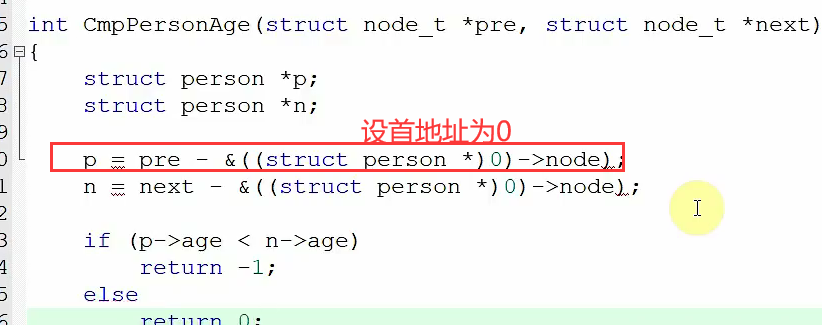 5 int CmpPersonAge(struct node_t *pre, struct node_t *next)
6 {
7 struct person *p;
8 struct person *n;
9 设首地址为0
0 p = pre - &((struct person *)0)->node);
1 n = next - &((struct person *)0)->node);
2
3 if (p->age < n->age)
4 return -1;
5 else
6 return 0;